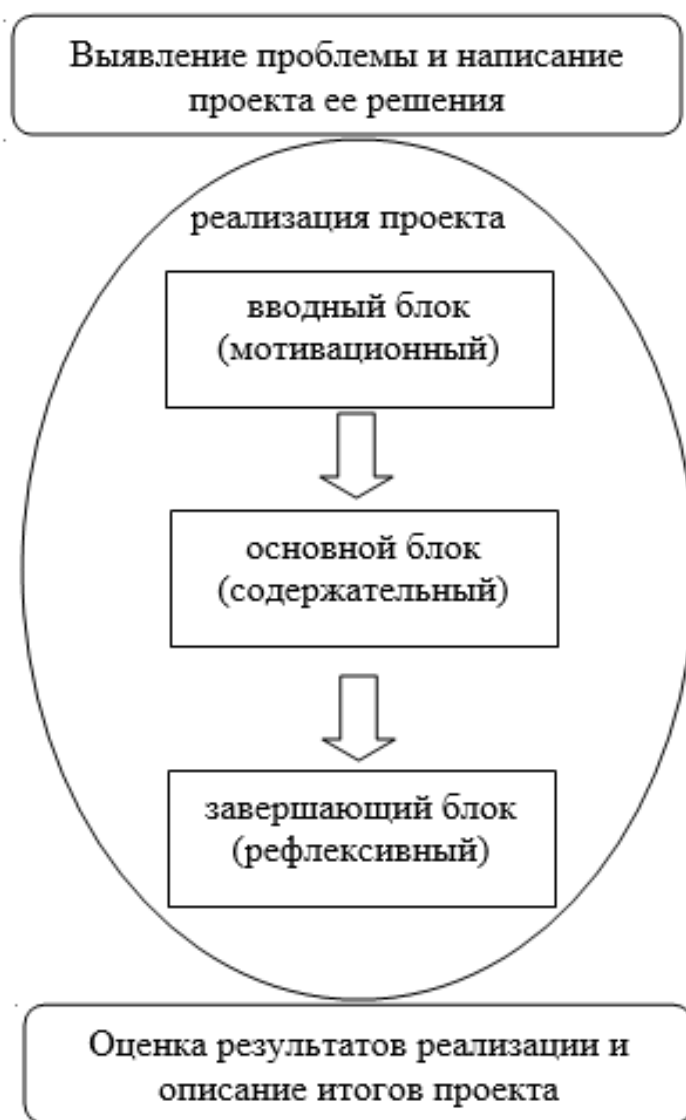 Выявление проблемы и написание
проекта ее решения
реализация проекта
вводный блок
(мотивационный)
основной блок
(содержательный)
завершающий блок
(рефлексивный)
Оценка результатов реализации и
описание итогов проекта